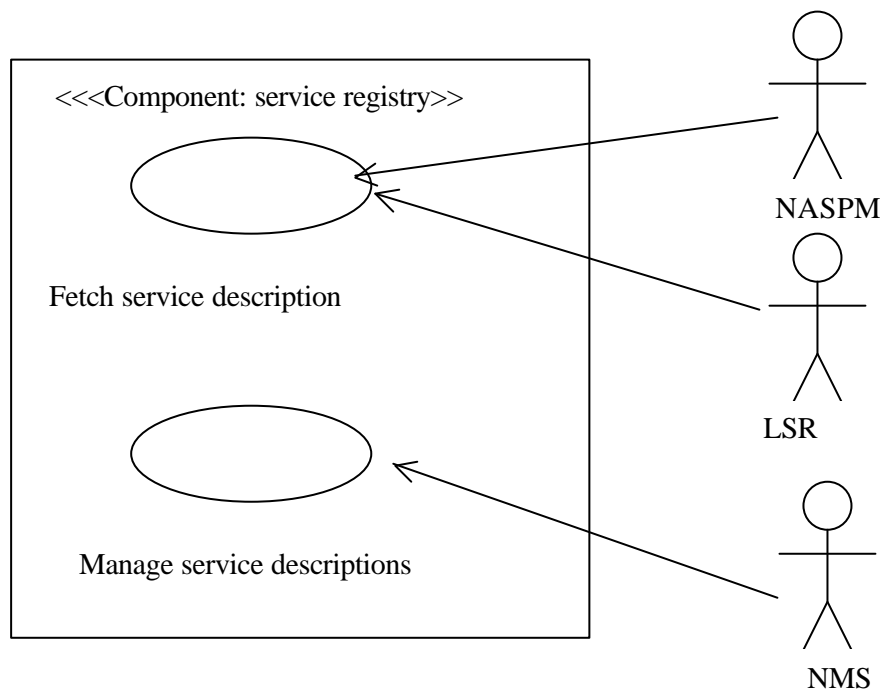 <<<Component: service registry>>
NASPM
Fetch service description
LSR
Manage service descriptions
NMS